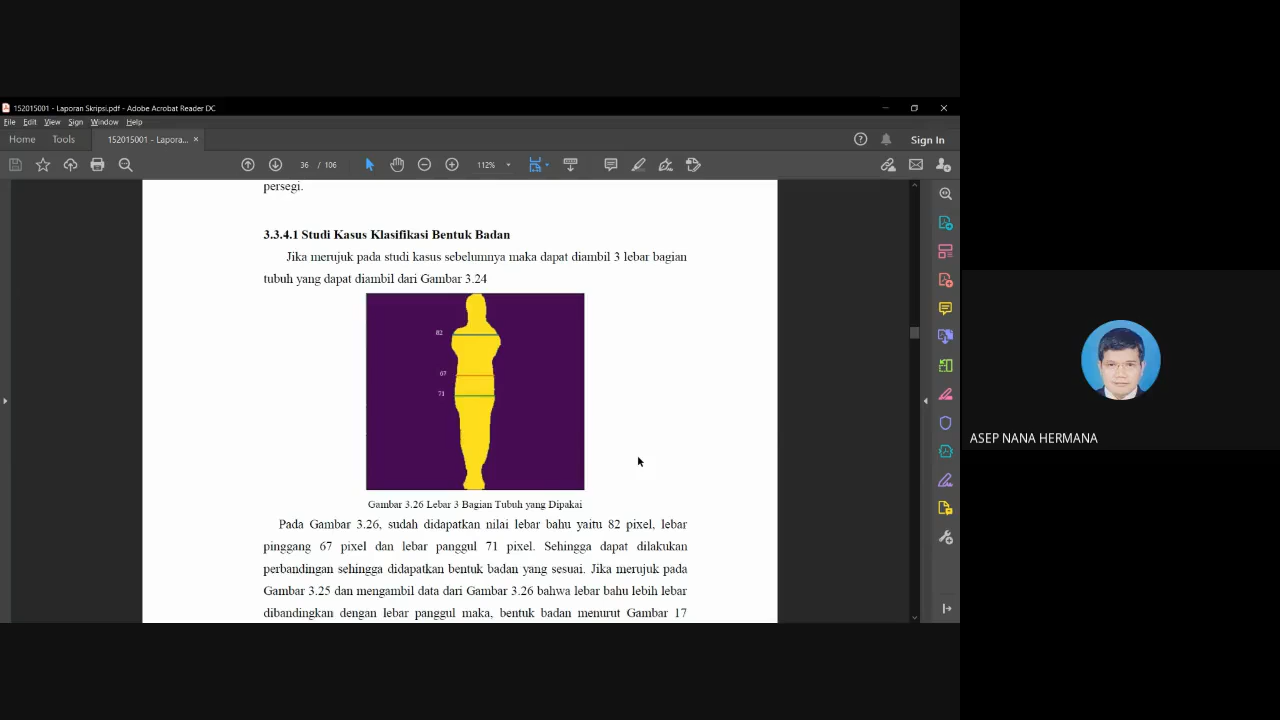 152015001 - Laporan Skripsi.pdf - Adobe Acrobat Reader DC
File Edit View Sign Window Help
Home Tools 152015001 - Lapora... × Sign In
36 / 106 112%
persegi.
3.3.4.1 Studi Kasus Klasifikasi Bentuk Badan
Jika merujuk pada studi kasus sebelumnya maka dapat diambil 3 lebar bagian
tubuh yang dapat diambil dari Gambar 3.24
82
67
71
Gambar 3.26 Lebar 3 Bagian Tubuh yang Dipakai
Pada Gambar 3.26, sudah didapatkan nilai lebar bahu yaitu 82 pixel, lebar
pinggang 67 pixel dan lebar panggul 71 pixel. Sehingga dapat dilakukan
perbandingan sehingga didapatkan bentuk badan yang sesuai. Jika merujuk pada
Gambar 3.25 dan mengambil data dari Gambar 3.26 bahwa lebar bahu lebih lebar
dibandingkan dengan lebar panggul maka, bentuk badan menurut Gambar 17
ASEP NANA HERMANA